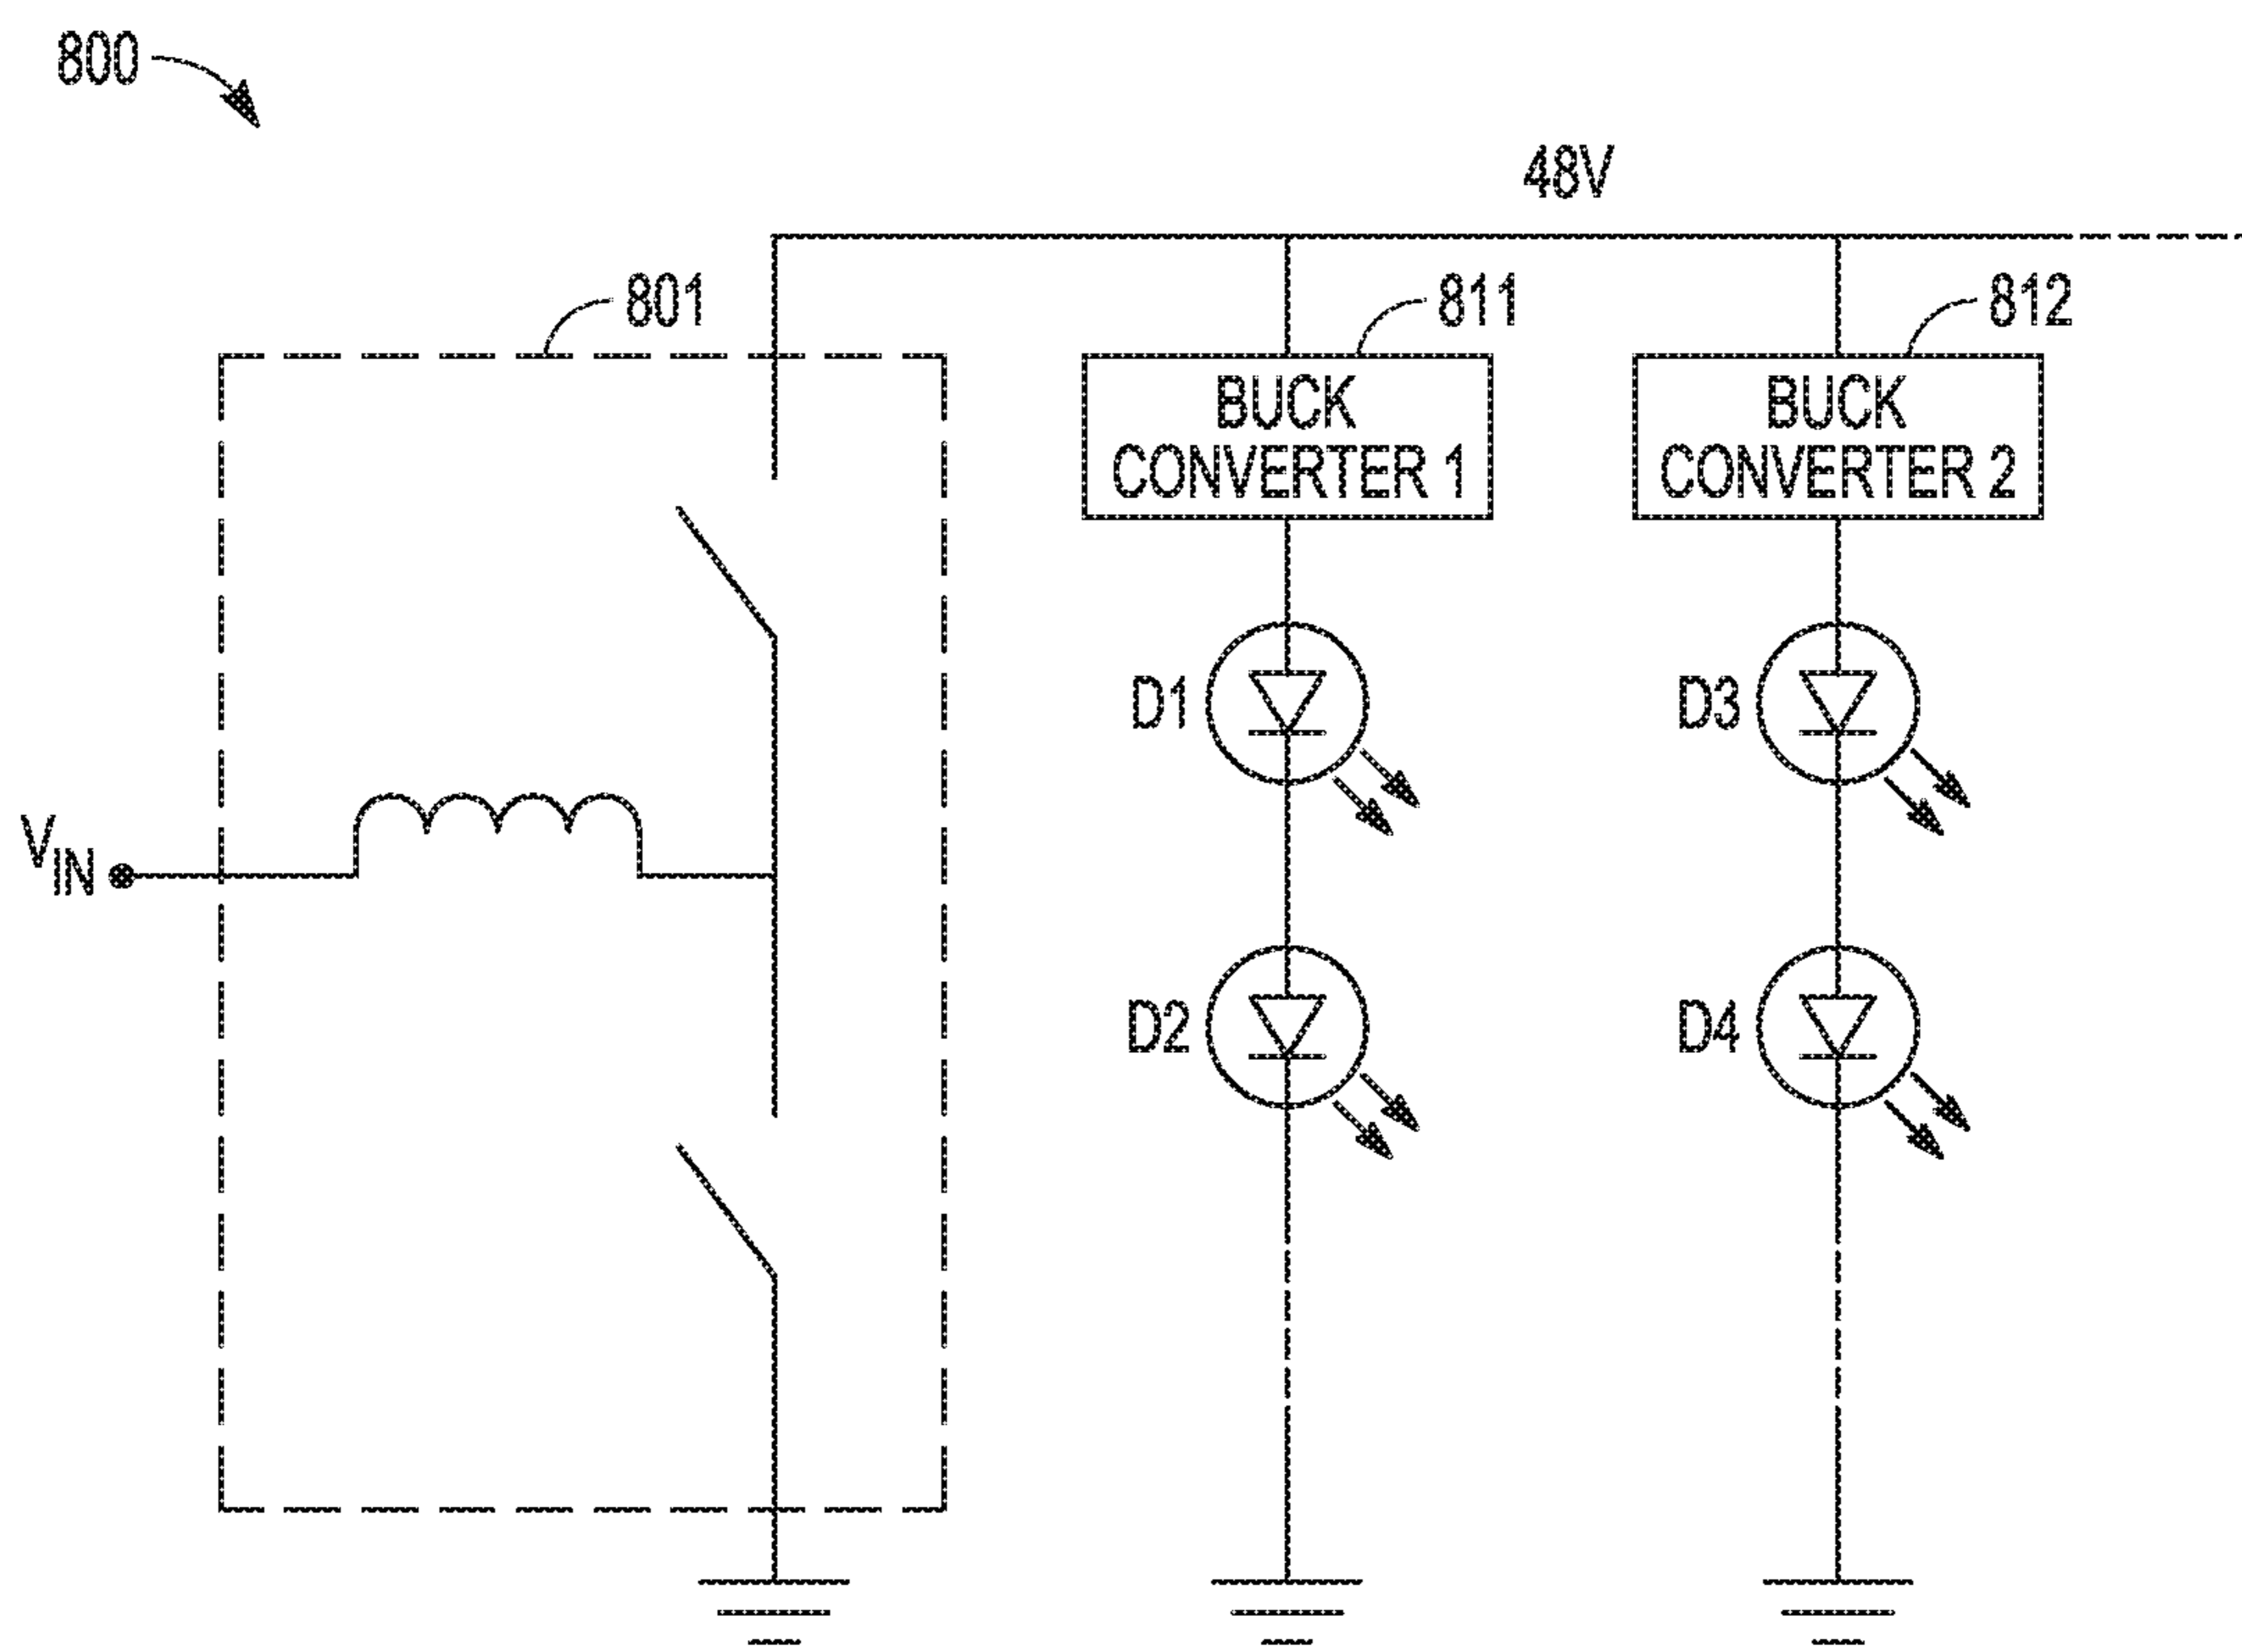 800
48V
801
811
812
BUCK
CONVERTER 1
BUCK
CONVERTER 2
D1
D3
VIN
D2
D4